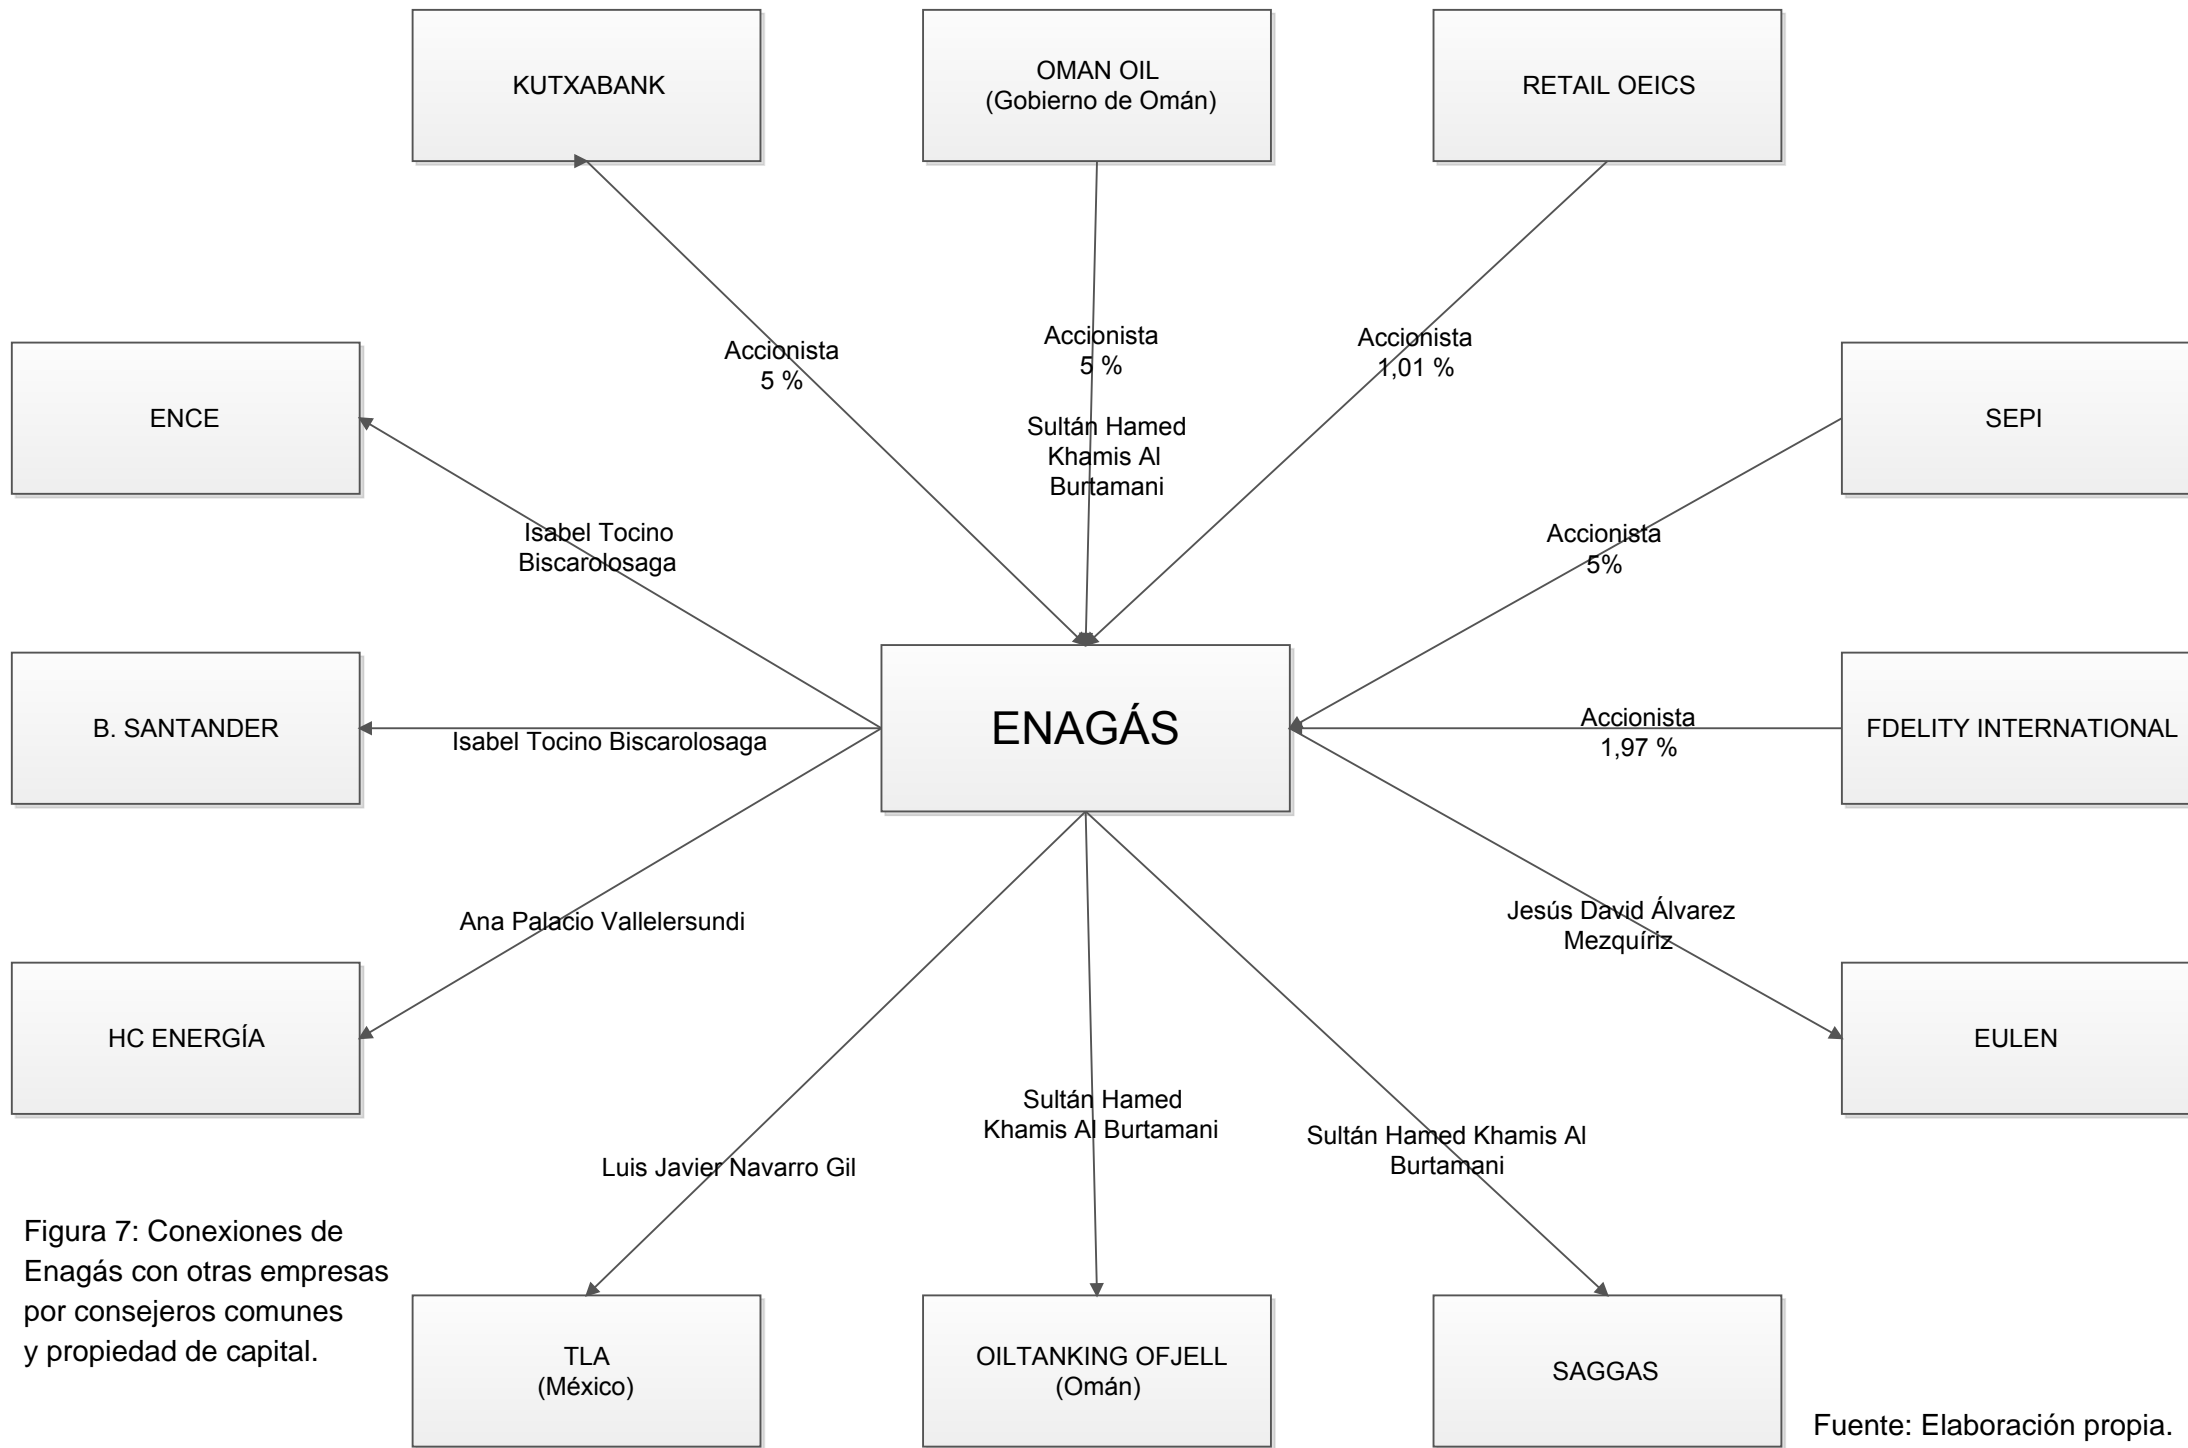 KUTXABANK
OMAN OIL
(Gobierno de Omán)
RETAIL OEICS
Accionista
5 %
Accionista
5 %
Accionista
1,01 %
Sultán Hamed
Khamis Al
Burtamani
ENCE
SEPI
Isabel Tocino
Biscarolosaga
Accionista
5%
B. SANTANDER
Isabel Tocino Biscarolosaga
ENAGÁS
Accionista
1,97 %
FDELITY INTERNATIONAL
Ana Palacio Vallelersundi
Jesús David Álvarez
Mezquíriz
HC ENERGÍA
EULEN
Luis Javier Navarro Gil
Sultán Hamed
Khamis Al Burtamani
Sultán Hamed Khamis Al
Burtamani
Figura 7: Conexiones de
Enagás con otras empresas
por consejeros comunes
y propiedad de capital.
TLA
(México)
OILTANKING OFJELL
(Omán)
SAGGAS
Fuente: Elaboración propia.